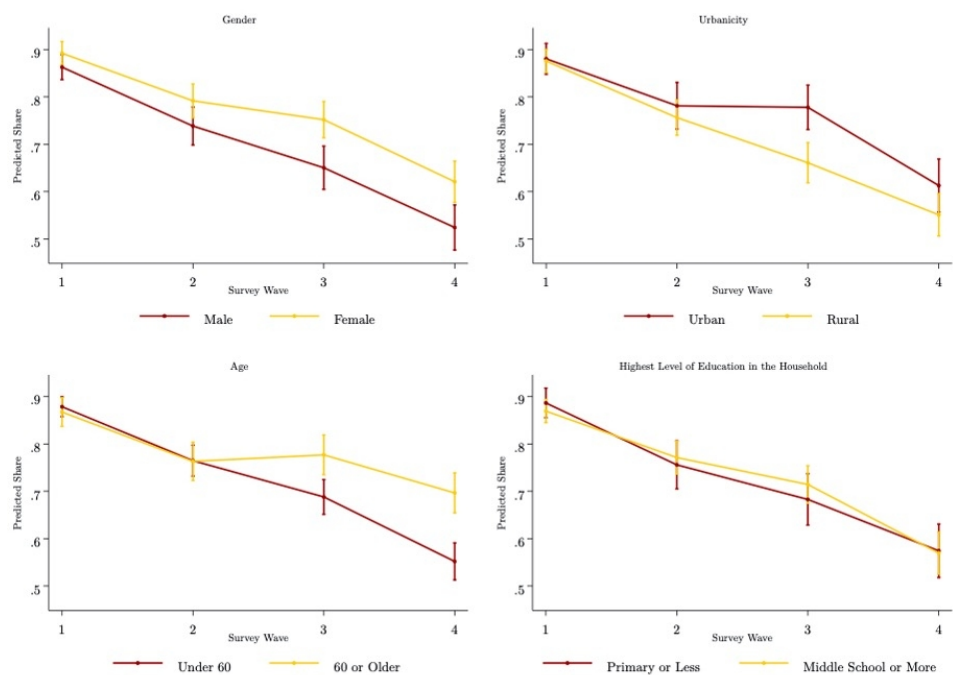 Gender
Predicted Share
.9
.8
.7
.6
.5
1 2 3 4
Survey Wave
Male Female
Urbanicity
Predicted Share
.9
.8
.7
.6
.5
1 2 3 4
Survey Wave
Urban Rural
Age
Predicted Share
.9
.8
.7
.6
.5
1 2 3 4
Survey Wave
Under 60 60 or Older
Highest Level of Education in the Household
Predicted Share
.9
.8
.7
.6
.5
1 2 3 4
Survey Wave
Primary or Less Middle School or More